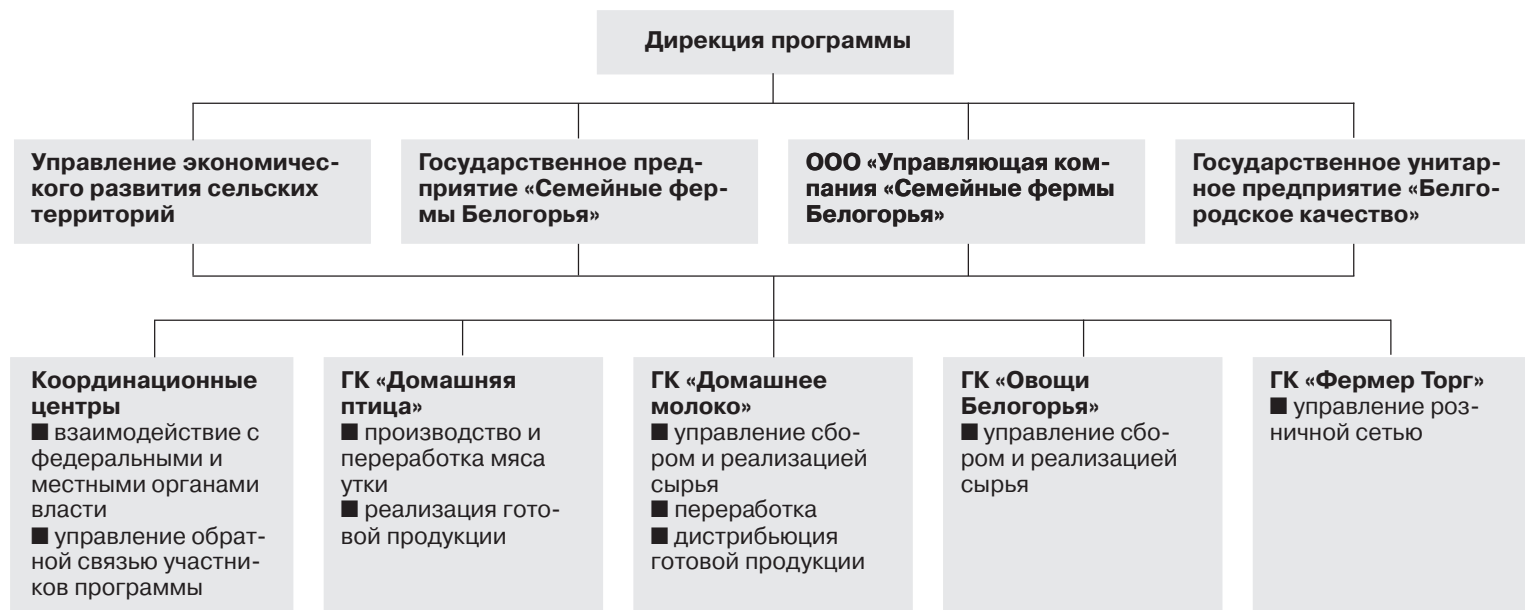 Дирекция программы
Управление экономичес-
кого развития сельских
территорий
Государственное пред-
приятие «Семейные фер-
мы Белогорья»
ООО «Управляющая ком-
пания «Семейные фермы
Белогорья»
Государственное унитар-
ное предприятие «Белго-
родское качество»
Координационные
центры
■ взаимодействие с
федеральными и
местными органами
власти
■ управление обрат-
ной связью участни-
ков программы
ГК «Домашняя
птица»
■ производство и
переработка мяса
утки
■ реализация гото-
вой продукции
ГК «Домашнее
молоко»
■ управление сбо-
ром и реализацией
сырья
■ переработка
■ дистрибьюция
готовой продукции
ГК «Овощи
Белогорья»
■ управление сбо-
ром и реализацией
сырья
ГК «Фермер Торг»
■ управление роз-
ничной сетью